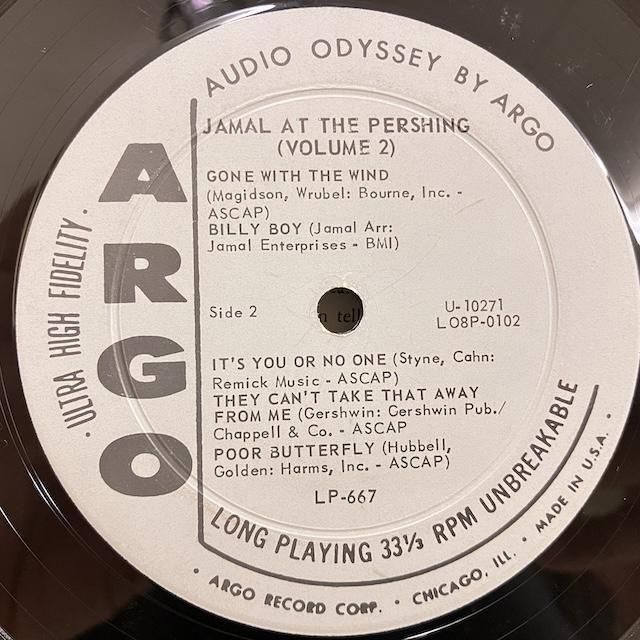 AUDIO ODYSSEY BY ARGO
ARGO
· ULTRA HIGH FIDELITY ·
JAMAL AT THE PERSHING
(VOLUME 2)
GONE WITH THE WIND
(Magidson, Wrubel: Bourne, Inc. -
ASCAP)
BILLY BOY (Jamal Arr:
Jamal Enterprises - BMI)
Side 2
U-10271
LO8P-0102
tell
IT'S YOU OR NO ONE (Styne, Cahn:
Remick Music - ASCAP)
THEY CAN'T TAKE THAT AWAY
FROM ME (Gershwin: Gershwin Pub./
Chappell & Co. - ASCAP)
POOR BUTTERFLY (Hubbell,
Golden: Harms, Inc. - ASCAP)
LP-667
LONG PLAYING 33⅓ RPM UNBREAKABLE
· ARGO RECORD CORP. · CHICAGO, ILL. · MADE IN U.S.A. ·